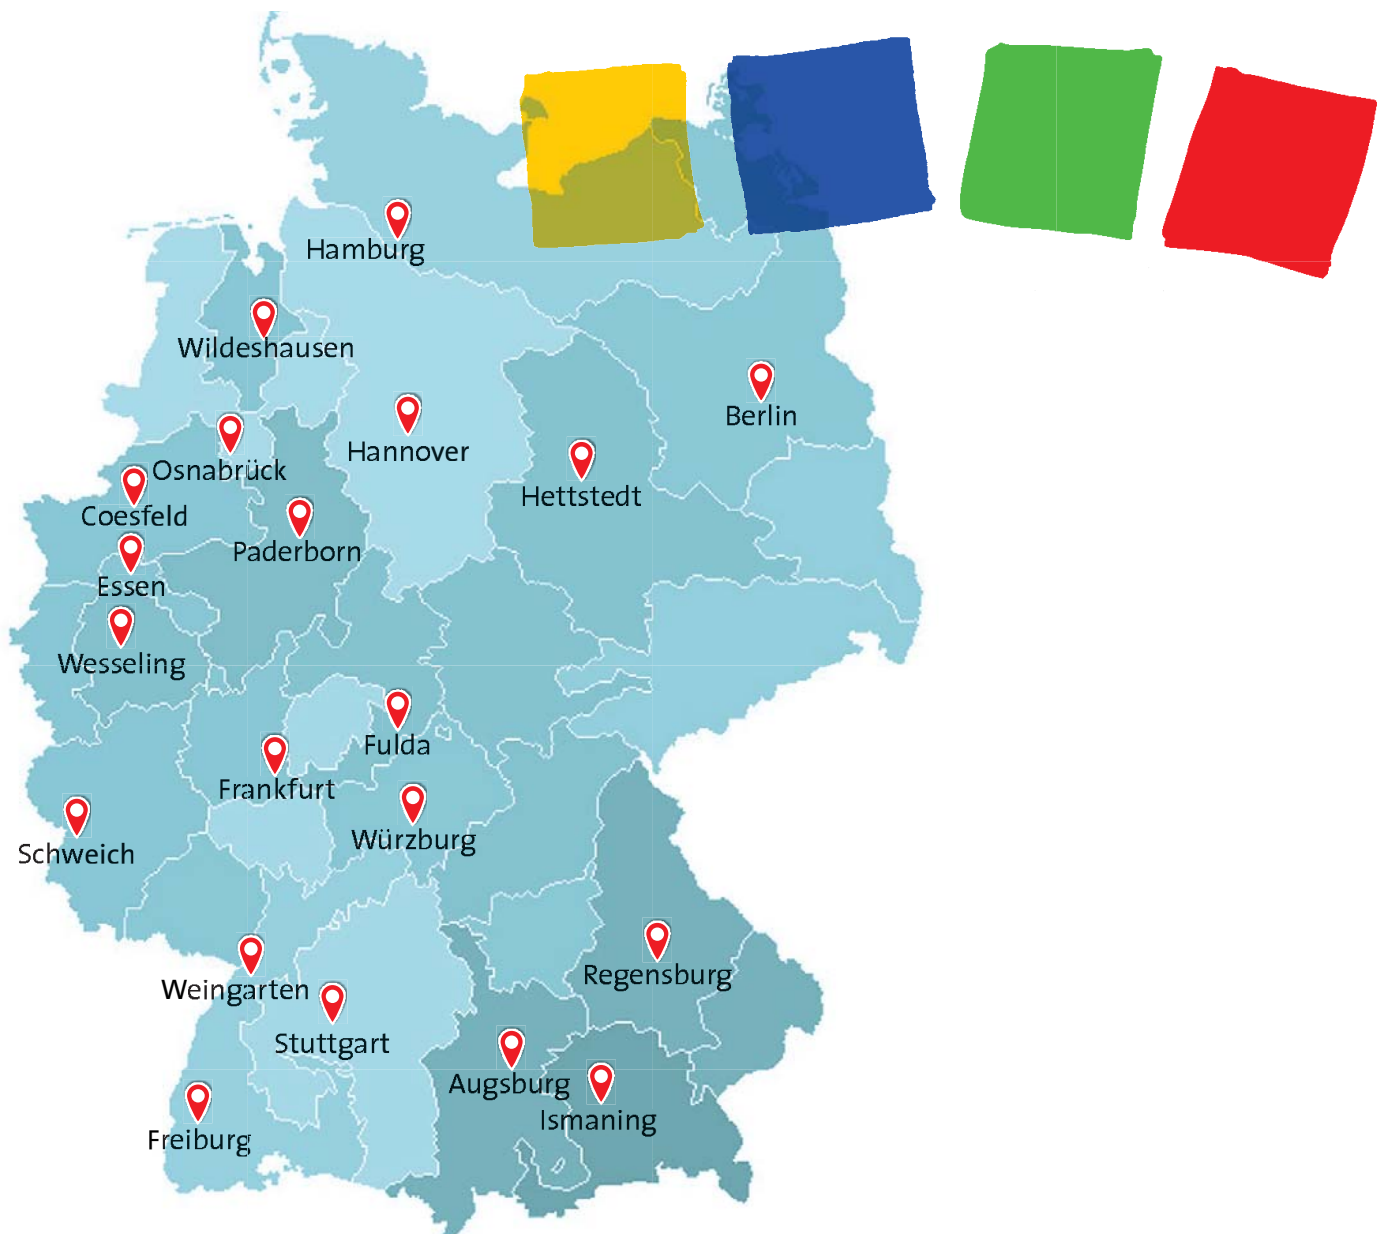 Hamburg
Wildeshausen
Berlin
Hannover
Osnabrück
Hettstedt
Coesfeld
Paderborn
Essen
Wesseling
Fulda
Frankfurt
Würzburg
Schweich
Regensburg
Weingarten
Stuttgart
Augsburg
Ismaning
Freiburg